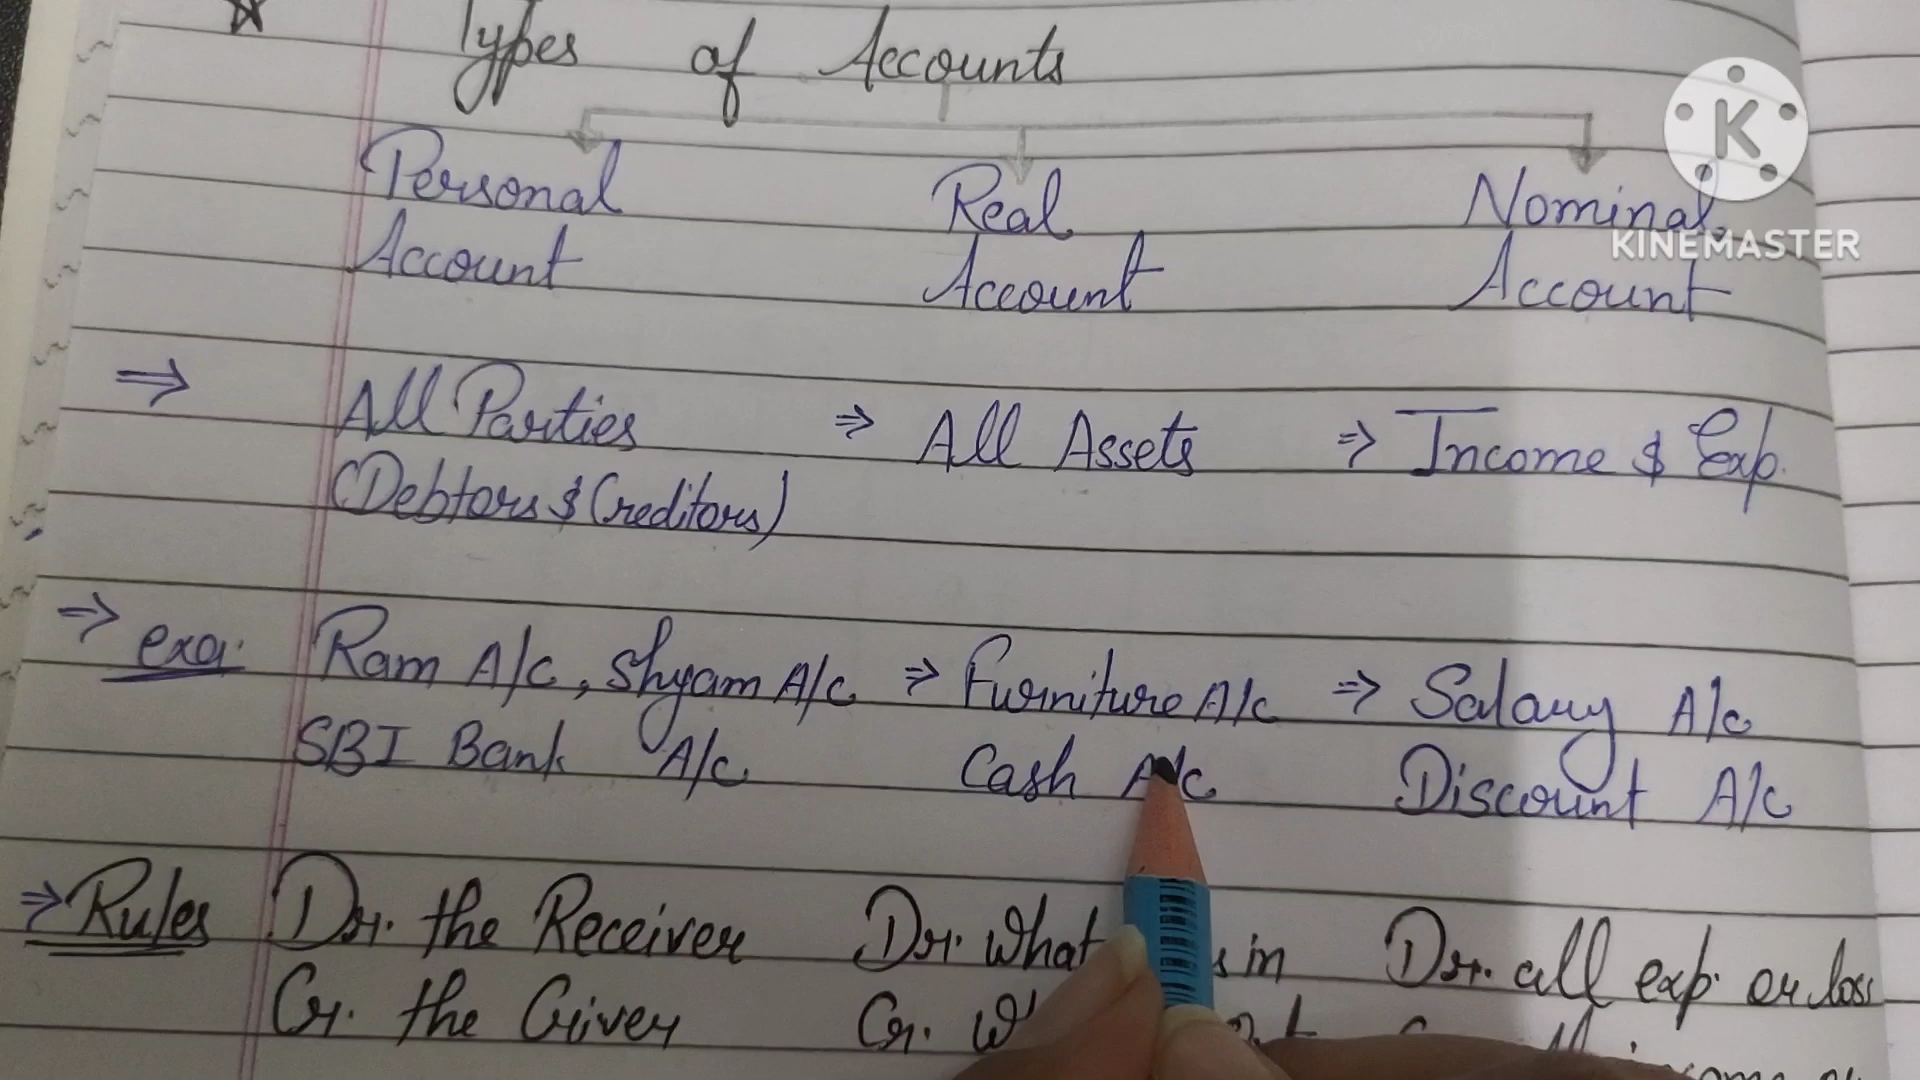 Types of Accounts
Personal Account
Real Account
Nominal Account
K
KINEMASTER
⇒ All Parties (Debtors & Creditors)
⇒ All Assets
⇒ Income & Exp.
⇒ exa. Ram A/c, Shyam A/c ⇒ Furniture A/c ⇒ Salary A/c
SBI Bank A/c Cash A/c Discount A/c
⇒ Rules Dr. the Receiver Dr. What in Dr. all exp. or loss
Cr. the Giver Cr.